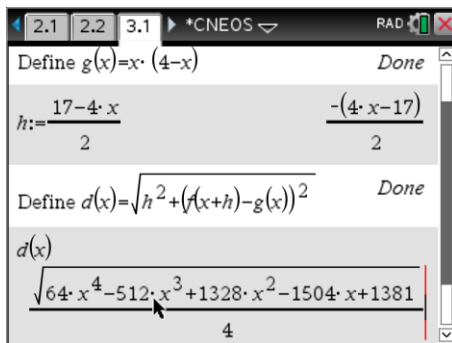 2.1 2.2 3.1 *CNEOS RAD
Define g(x)=x·(4−x) Done
h:=(17−4·x)/2 −(4·x−17)/2
Define d(x)=√(h²+(f(x+h)−g(x))²) Done
d(x)
√(64·x⁴−512·x³+1328·x²−1504·x+1381)/4